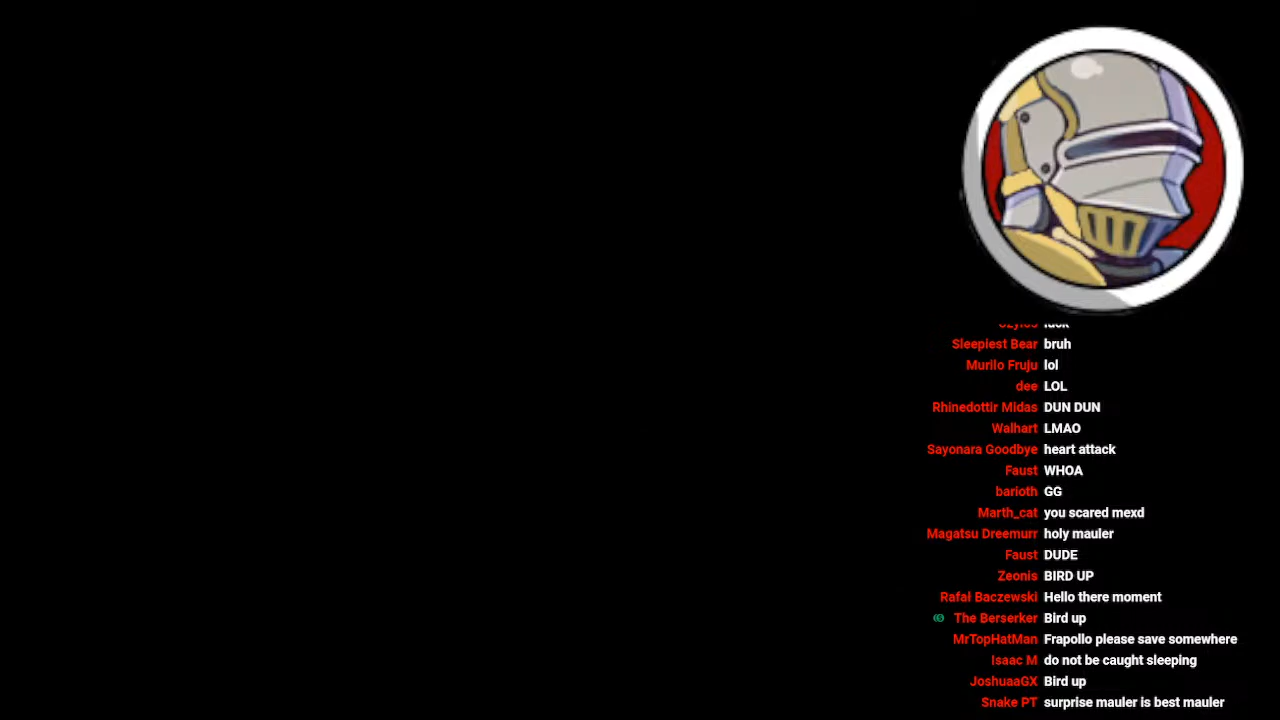 Sleepiest Bear bruh
Murilo Fruju lol
dee LOL
Rhinedottir Midas DUN DUN
Walhart LMAO
Sayonara Goodbye heart attack
Faust WHOA
barioth GG
Marth_cat you scared mexd
Magatsu Dreemurr holy mauler
Faust DUDE
Zeonis BIRD UP
Rafał Baczewski Hello there moment
The Berserker Bird up
MrTopHatMan Frapollo please save somewhere
Isaac M do not be caught sleeping
JoshuaaGX Bird up
Snake PT surprise mauler is best mauler